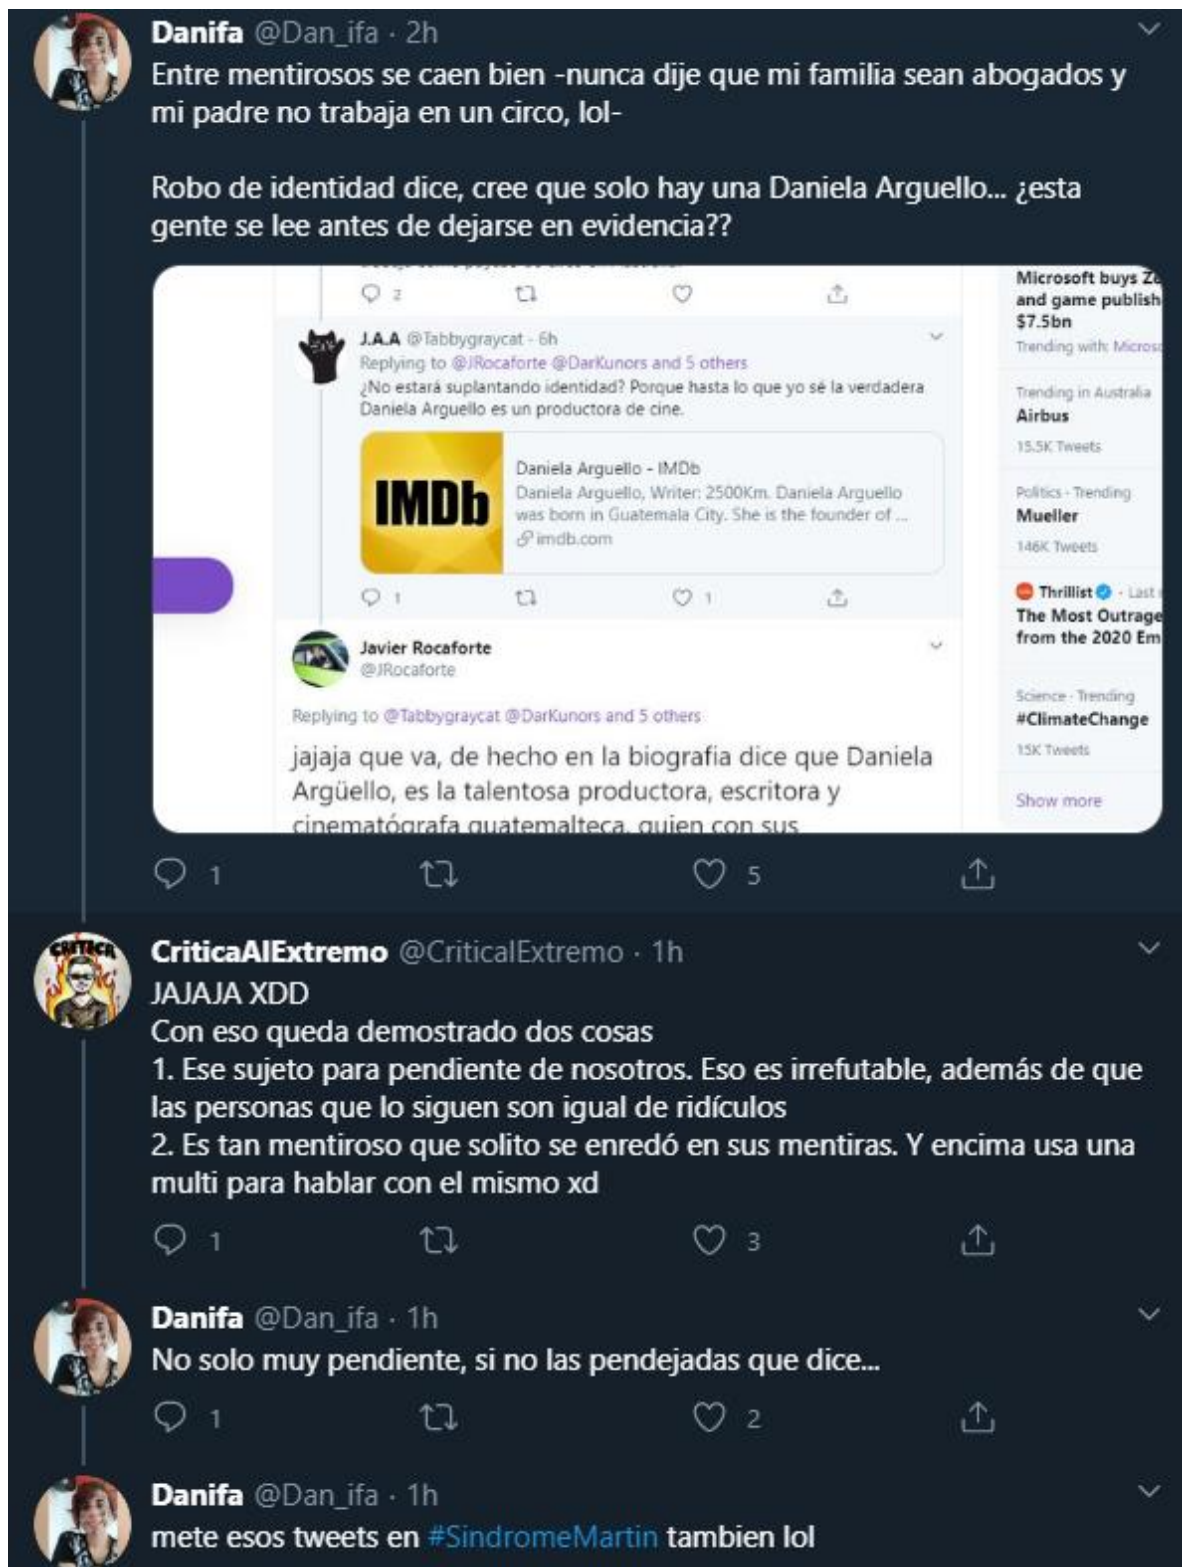 Danifa @Dan_ifa · 2h
Entre mentirosos se caen bien -nunca dije que mi familia sean abogados y
mi padre no trabaja en un circo, lol-
Robo de identidad dice, cree que solo hay una Daniela Arguello... ¿esta
gente se lee antes de dejarse en evidencia??
2
J.A.A @Tabbygraycat · 6h
Replying to @JRocaforte @DarKunors and 5 others
¿No estará suplantando identidad? Porque hasta lo que yo sé la verdadera
Daniela Arguello es un productora de cine.
IMDb
Daniela Arguello - IMDb
Daniela Arguello, Writer: 2500Km. Daniela Arguello
was born in Guatemala City. She is the founder of ...
imdb.com
1 1
Javier Rocaforte
@JRocaforte
Replying to @Tabbygraycat @DarKunors and 5 others
jajaja que va, de hecho en la biografia dice que Daniela
Argüello, es la talentosa productora, escritora y
cinematógrafa guatemalteca, quien con sus
Microsoft buys
and game publish
$7.5bn
Trending with: Microso
Trending in Australia
Airbus
15.5K Tweets
Politics · Trending
Mueller
146K Tweets
Thrillist · Last
The Most Outrage
from the 2020 Em
Science · Trending
#ClimateChange
15K Tweets
Show more
1 5
CRITICA
CriticaAlExtremo @CriticalExtremo · 1h
JAJAJA XDD
Con eso queda demostrado dos cosas
1. Ese sujeto para pendiente de nosotros. Eso es irrefutable, además de que
las personas que lo siguen son igual de ridículos
2. Es tan mentiroso que solito se enredó en sus mentiras. Y encima usa una
multi para hablar con el mismo xd
1 3
Danifa @Dan_ifa · 1h
No solo muy pendiente, si no las pendejadas que dice...
1 2
Danifa @Dan_ifa · 1h
mete esos tweets en #SindromeMartin tambien lol